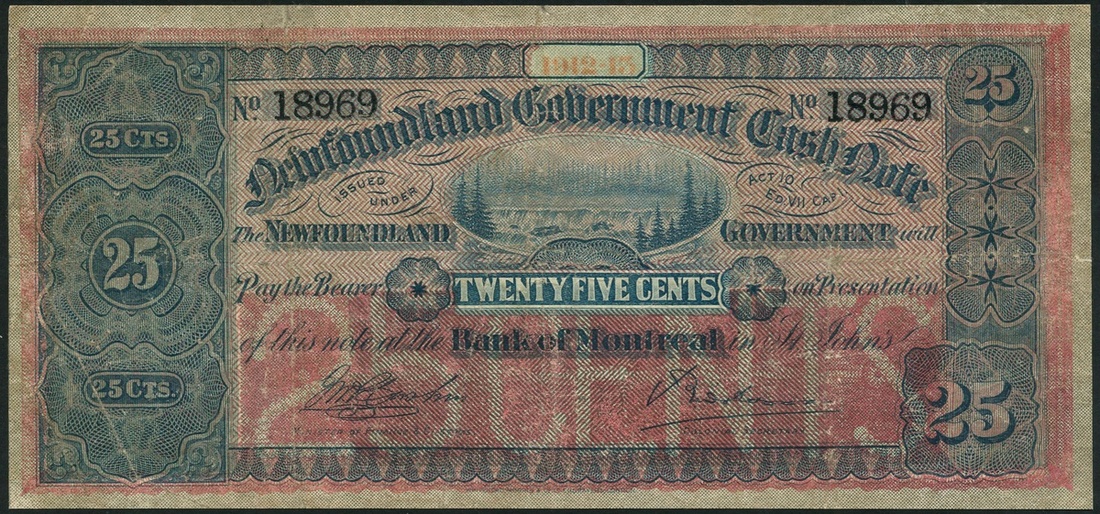 1912-13
No 18969
No 18969
25
25 CTS.
Newfoundland Government Cash Note
ISSUED UNDER
ACT 10 ED. VII CAP
The NEWFOUNDLAND GOVERNMENT will
25
Pay the Bearer TWENTY FIVE CENTS on Presentation
of this note at the Bank of Montreal in St. John's
25 CENTS
25 CTS.
25